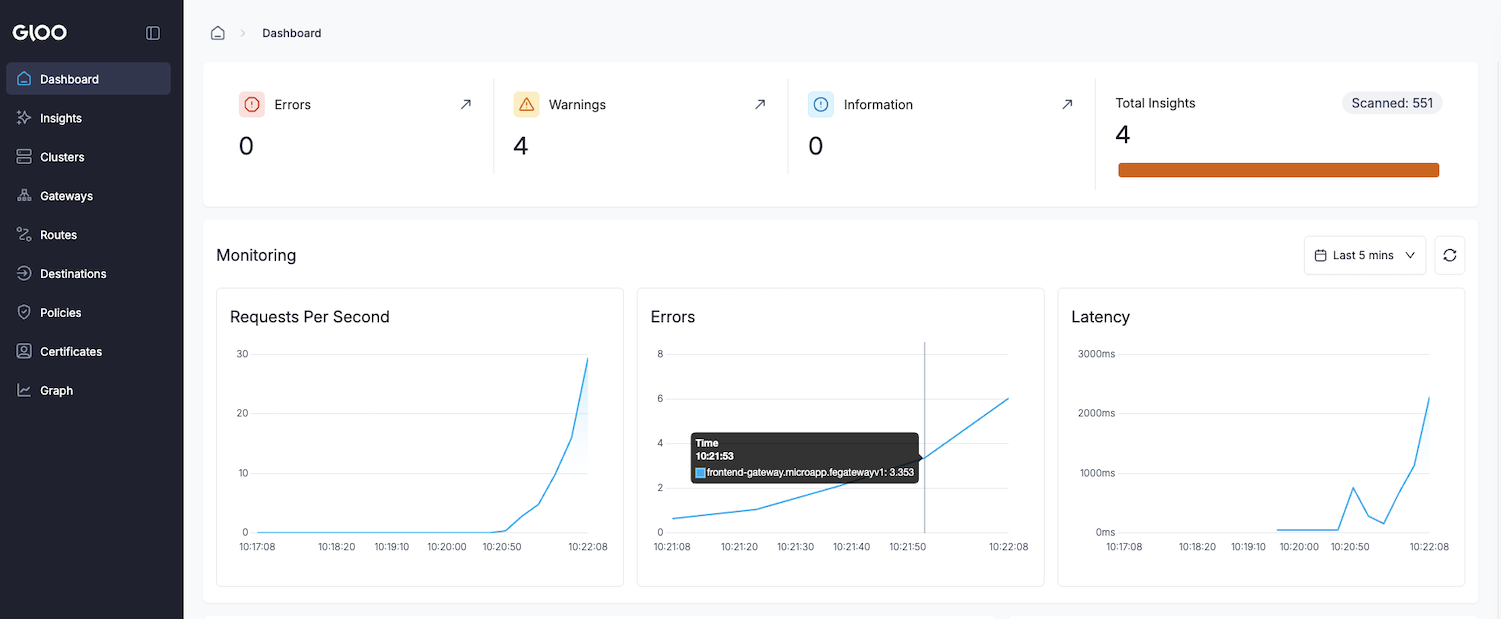 GLOO
Dashboard
Insights
Clusters
Gateways
Routes
Destinations
Policies
Certificates
Graph
Dashboard
Errors
0
Warnings
4
Information
0
Total Insights
Scanned: 551
4
Monitoring
Last 5 mins
Requests Per Second
30
20
10
0
10:17:08 10:18:20 10:19:10 10:20:00 10:20:50 10:22:08
Errors
8
6
4
2
0
Time
10:21:53
frontend-gateway.microapp.fegatewayv1: 3.353
10:21:08 10:21:20 10:21:30 10:21:40 10:21:50 10:22:08
Latency
3000ms
2000ms
1000ms
0ms
10:17:08 10:18:20 10:19:10 10:20:00 10:20:50 10:22:08